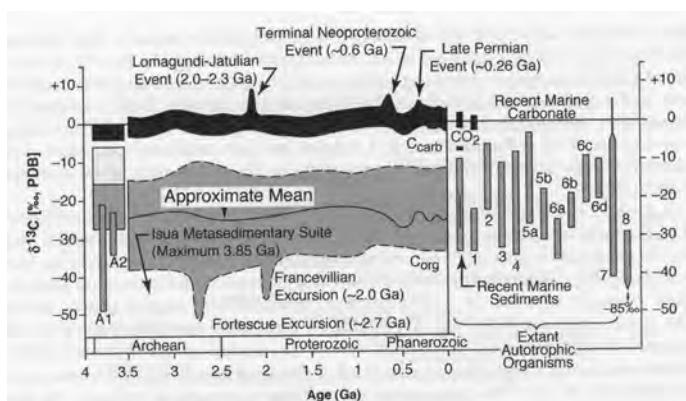 Terminal Neoproterozoic
Event (~0.6 Ga)
Lomagundi-Jatulian
Event (2.0–2.3 Ga)
Late Permian
Event (~0.26 Ga)
+10
0
−10
−20
−30
−40
−50
δ13C [‰, PDB]
Ccarb
CO2
Recent Marine
Carbonate
+10
0
−10
−20
−30
−40
−50
Approximate Mean
Isua Metasedimentary Suite
(Maximum 3.85 Ga)
Francevillian
Excursion (~2.0 Ga)
Fortescue Excursion (~2.7 Ga)
Corg
A1
A2
1
2
3
4
5a
5b
6a
6b
6c
6d
7
8
−85‰
Recent Marine
Sediments
Extant
Autotrophic
Organisms
Archean
Proterozoic
Phanerozoic
4
3.5
3
2.5
2
1.5
1
0.5
0
Age (Ga)